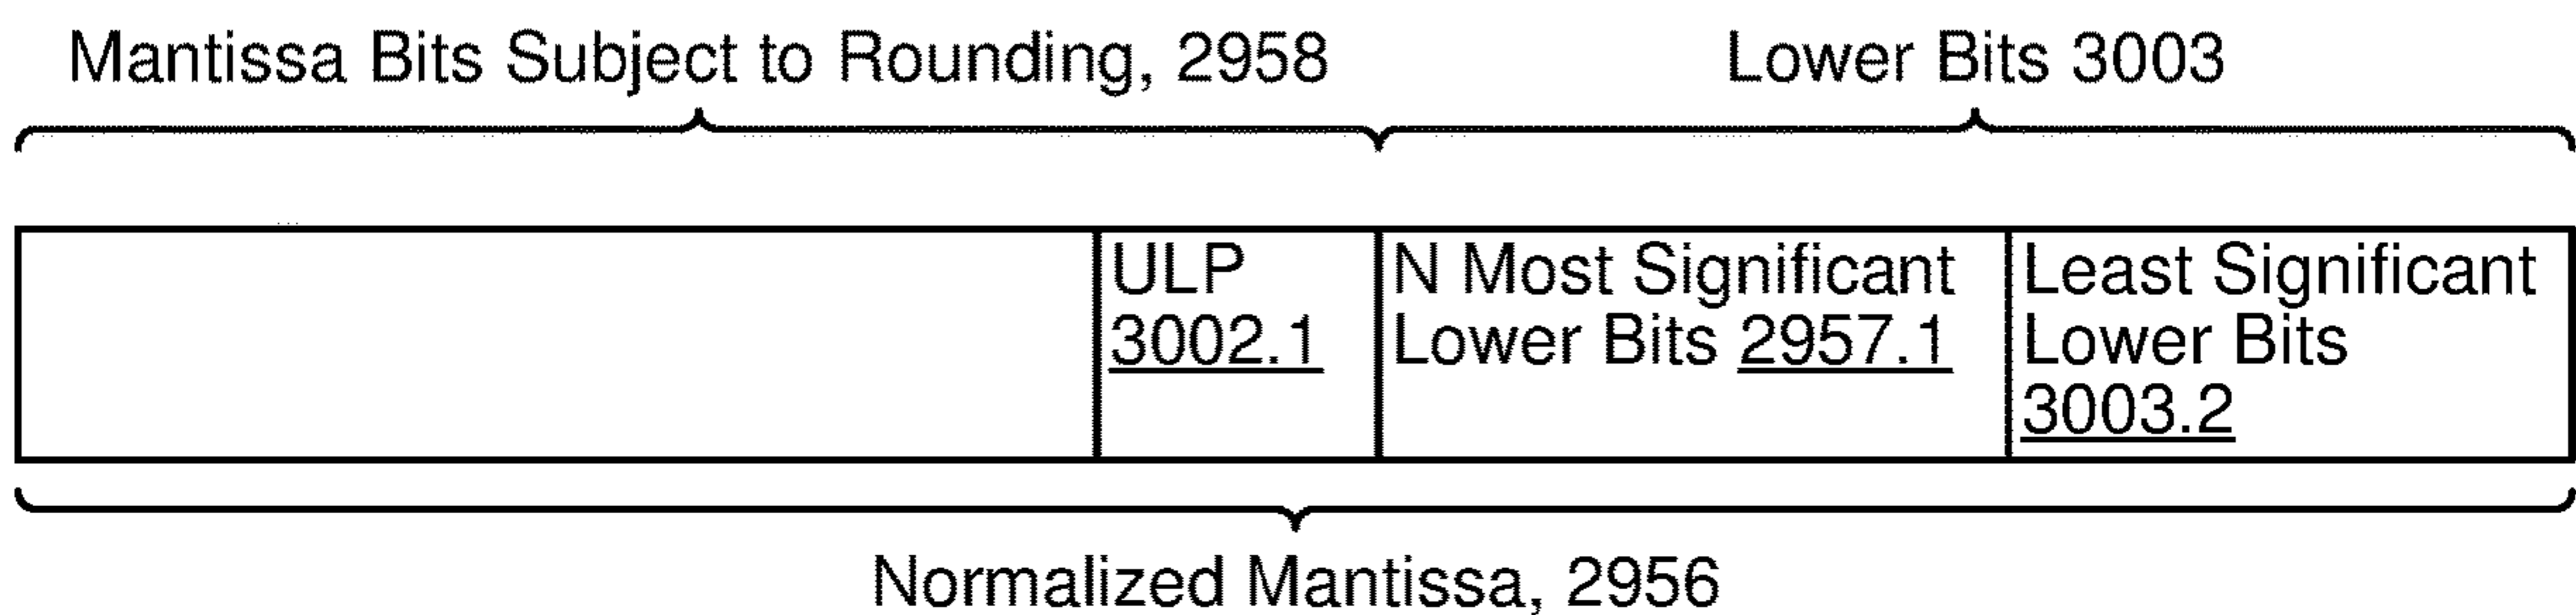 Mantissa Bits Subject to Rounding, 2958
Lower Bits 3003
ULP
3002.1
N Most Significant
Lower Bits 2957.1
Least Significant
Lower Bits
3003.2
Normalized Mantissa, 2956